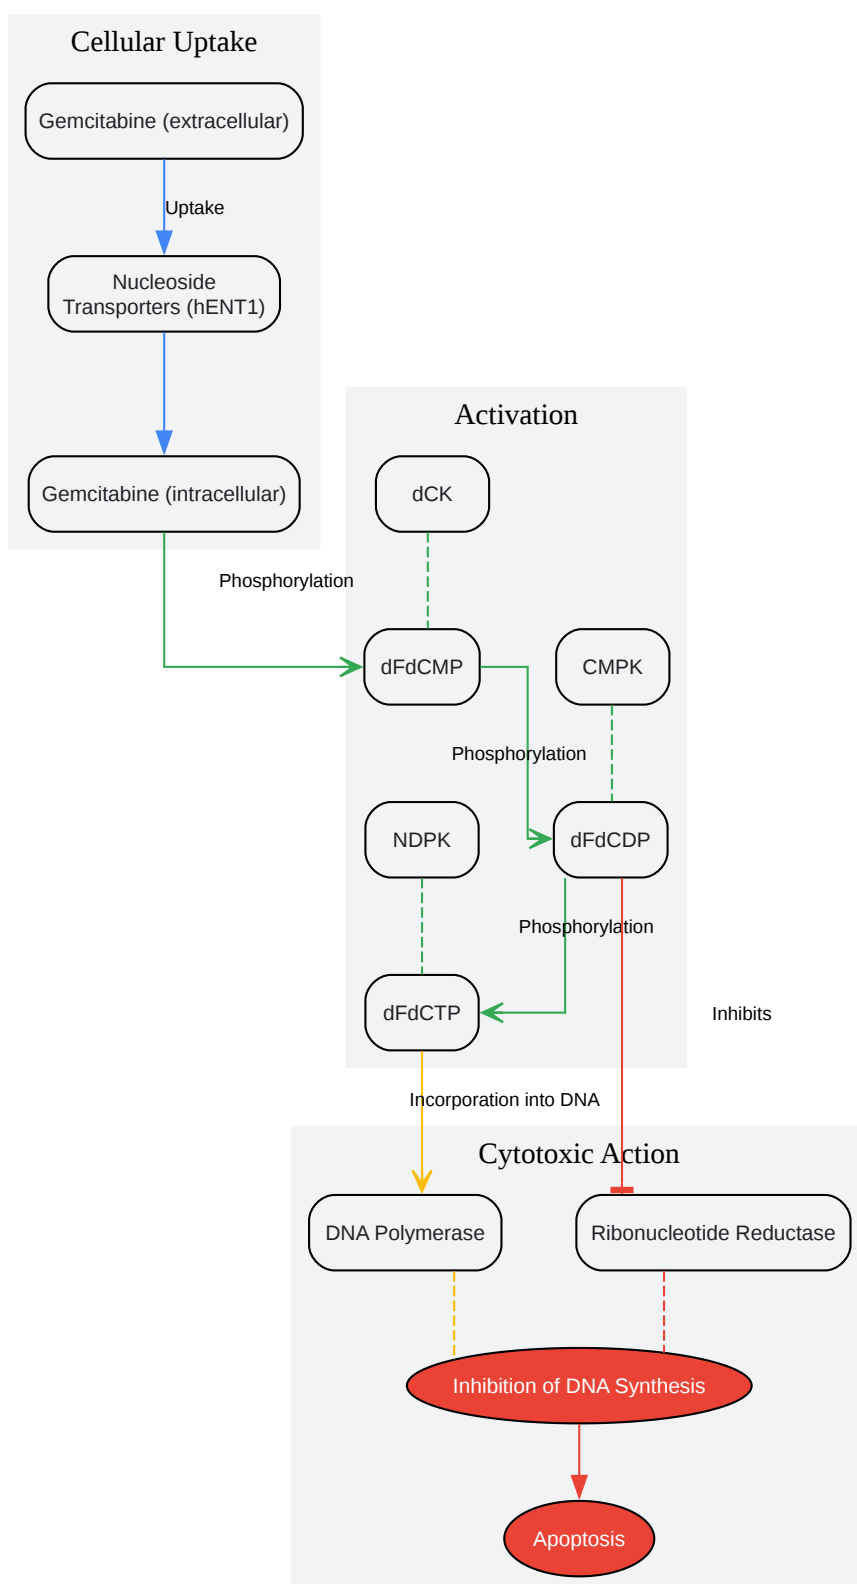 Cellular Uptake
Gemcitabine (extracellular)
Uptake
Nucleoside
Transporters (hENT1)
Gemcitabine (intracellular)
Phosphorylation
Activation
dCK
dFdCMP
CMPK
Phosphorylation
NDPK
dFdCDP
Phosphorylation
dFdCTP
Inhibits
Incorporation into DNA
Cytotoxic Action
DNA Polymerase
Ribonucleotide Reductase
Inhibition of DNA Synthesis
Apoptosis